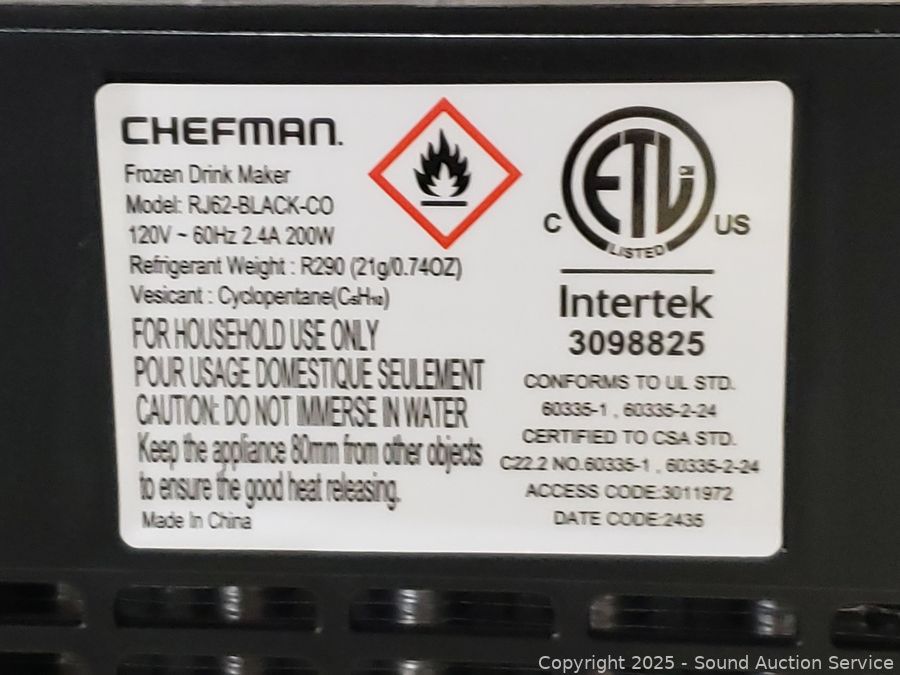 CHEFMAN.
Frozen Drink Maker
Model: RJ62-BLACK-CO
120V ~ 60Hz 2.4A 200W
Refrigerant Weight : R290 (21g/0.74OZ)
Vesicant : Cyclopentane(C₅H₁₀)
FOR HOUSEHOLD USE ONLY
POUR USAGE DOMESTIQUE SEULEMENT
CAUTION: DO NOT IMMERSE IN WATER
Keep the appliance 80mm from other objects
to ensure the good heat releasing.
Made In China
ETL
CM
C US
LISTED
Intertek
3098825
CONFORMS TO UL STD.
60335-1 , 60335-2-24
CERTIFIED TO CSA STD.
C22.2 NO.60335-1 , 60335-2-24
ACCESS CODE:3011972
DATE CODE:2435
Copyright 2025 - Sound Auction Service